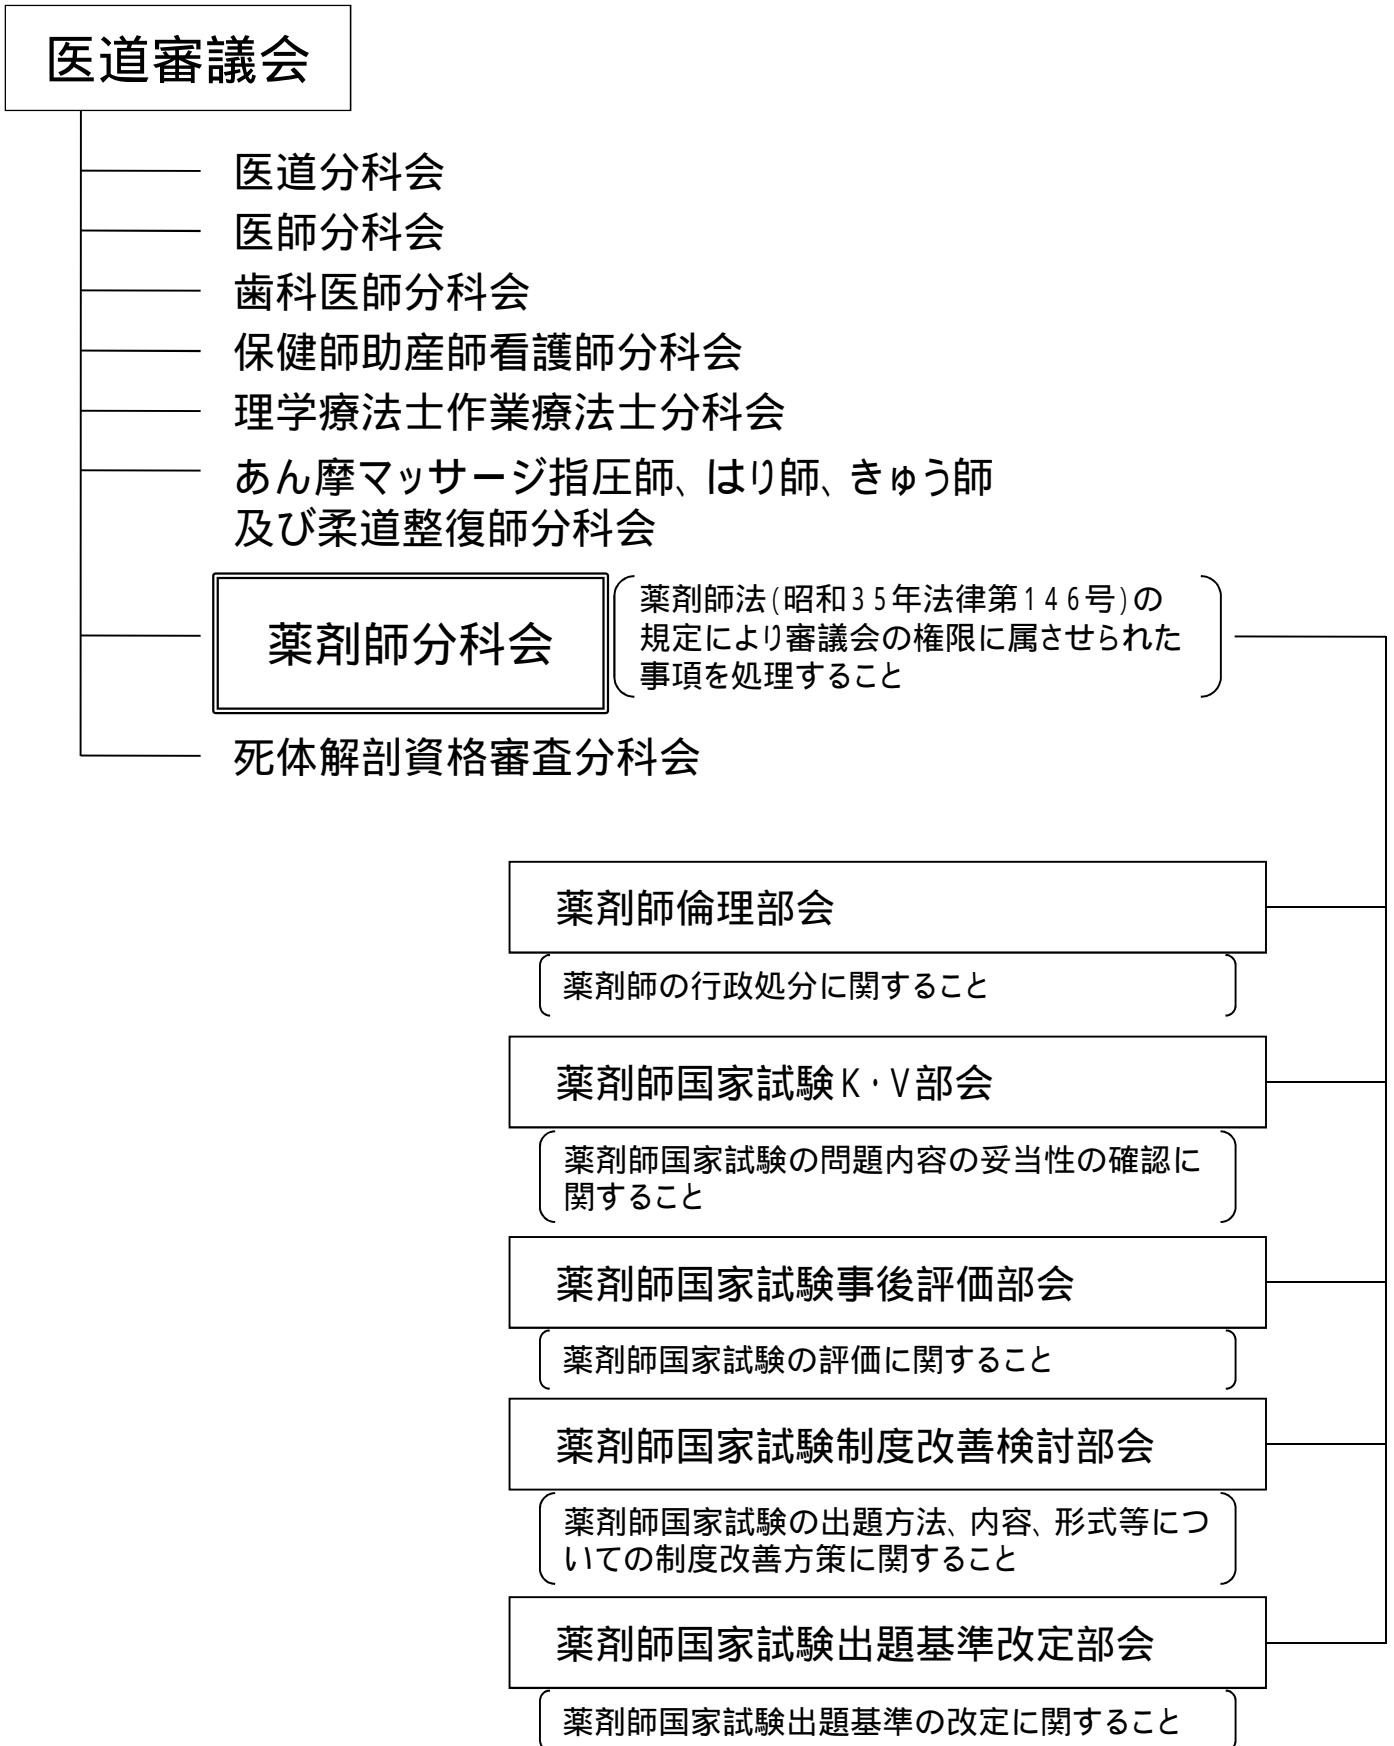 医道審議会
医道分科会
医師分科会
歯科医師分科会
保健師助産師看護師分科会
理学療法士作業療法士分科会
あん摩マッサージ指圧師、はり師、きゅう師
及び柔道整復師分科会
薬剤師分科会
薬剤師法(昭和35年法律第146号)の
規定により審議会の権限に属させられた
事項を処理すること
死体解剖資格審査分科会
薬剤師倫理部会
薬剤師の行政処分に関すること
薬剤師国家試験K・V部会
薬剤師国家試験の問題内容の妥当性の確認に
関すること
薬剤師国家試験事後評価部会
薬剤師国家試験の評価に関すること
薬剤師国家試験制度改善検討部会
薬剤師国家試験の出題方法、内容、形式等につ
いての制度改善方策に関すること
薬剤師国家試験出題基準改定部会
薬剤師国家試験出題基準の改定に関すること